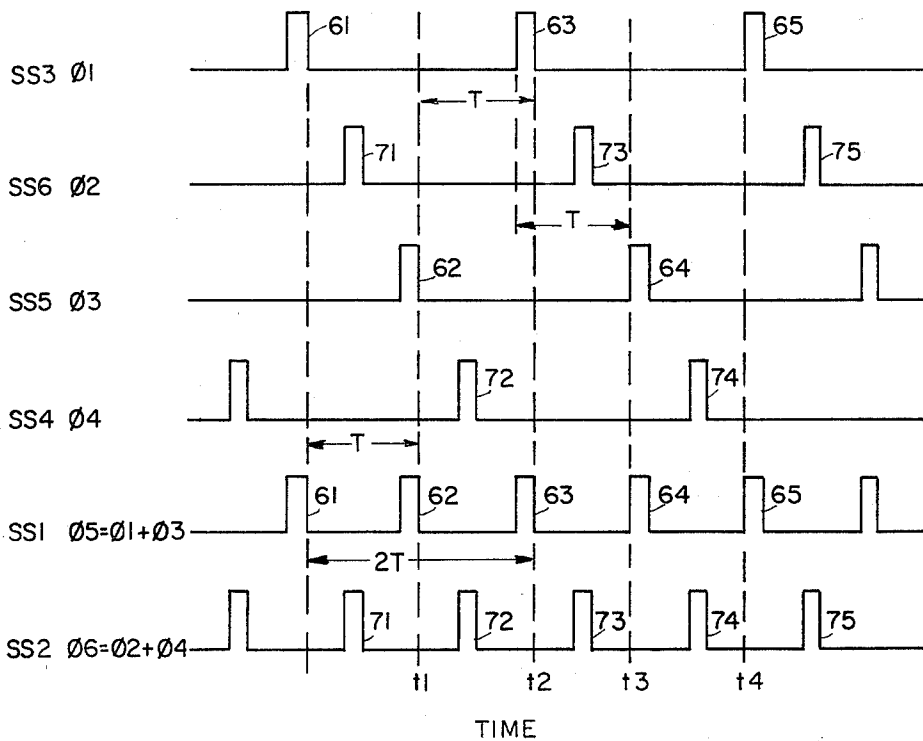 61 63 65
SS3 Ø1
T
71 73 75
SS6 Ø2
T
62 64
SS5 Ø3
72 74
SS4 Ø4
T
61 62 63 64 65
SS1 Ø5=Ø1+Ø3
2T
71 72 73 74 75
SS2 Ø6=Ø2+Ø4
t1 t2 t3 t4
TIME